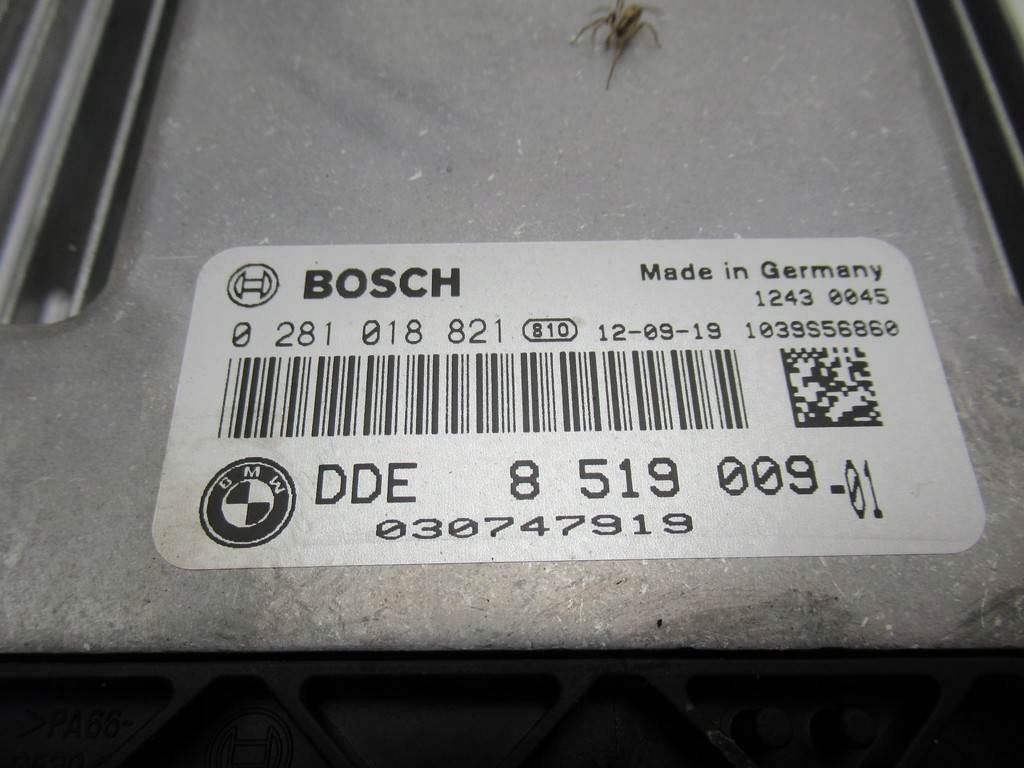 BOSCH
Made in Germany
1243 0045
0 281 018 821 810 12-09-19 1039S56860
BMW
DDE 8 519 009-01
030747919
>PA66-